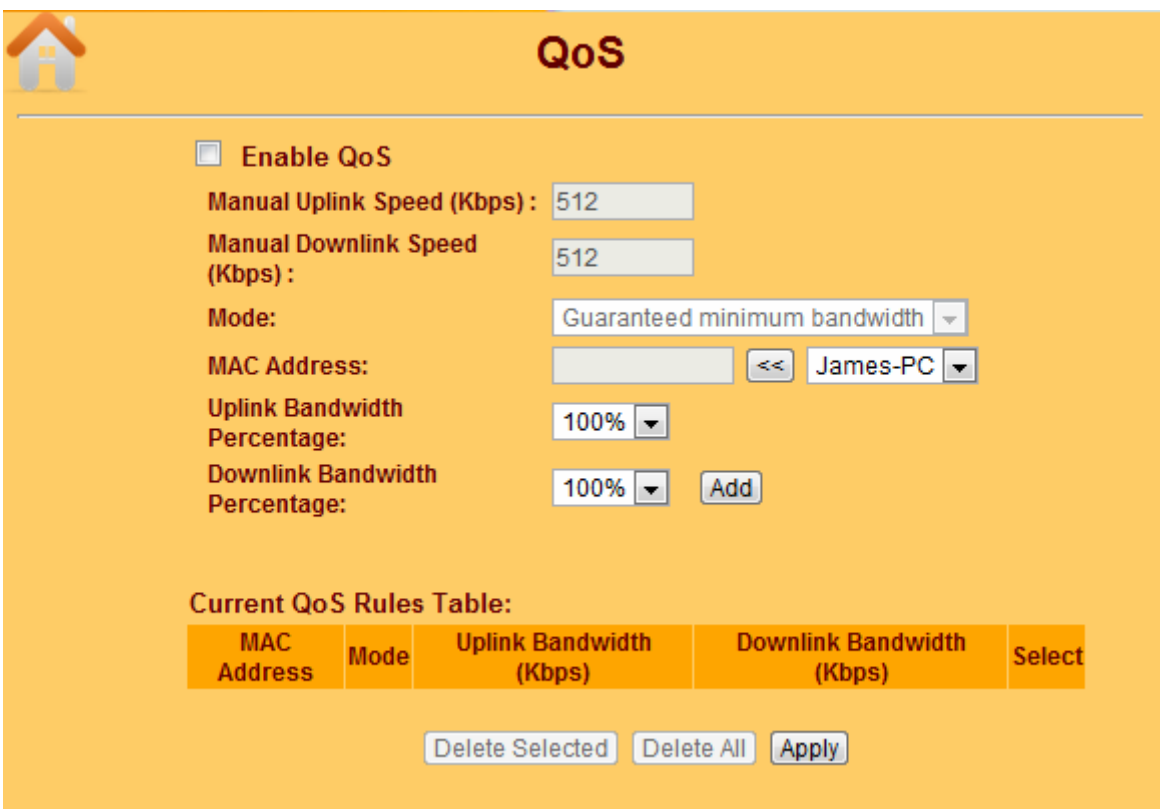 QoS
Enable QoS
Manual Uplink Speed (Kbps) : 512
Manual Downlink Speed
(Kbps) : 512
Mode: Guaranteed minimum bandwidth
MAC Address: << James-PC
Uplink Bandwidth
Percentage: 100%
Downlink Bandwidth
Percentage: 100% Add
Current QoS Rules Table:
MAC
Address
Mode
Uplink Bandwidth
(Kbps)
Downlink Bandwidth
(Kbps)
Select
Delete Selected Delete All Apply